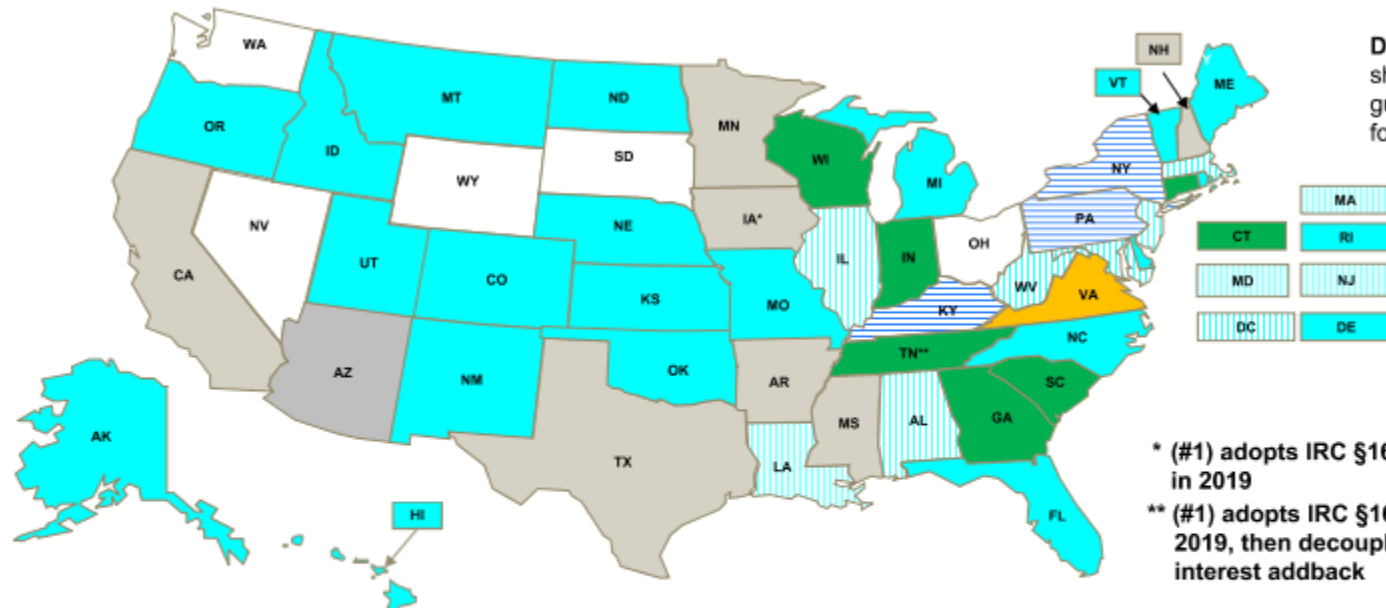 WA
NH
VT
ME
MT
ND
MN
OR
ID
SD
WI
NY
WY
MI
MA
IA*
PA
NV
NE
OH
CT
RI
UT
IL
IN
CO
MD
NJ
CA
KS
MO
WV
VA
KY
DC
DE
NC
TN**
AZ
OK
NM
AR
SC
GA
MS
AL
AK
TX
LA
HI
FL
D
* (#1) adopts IRC §16
in 2019
** (#1) adopts IRC §16
2019, then decoupl
interest addback